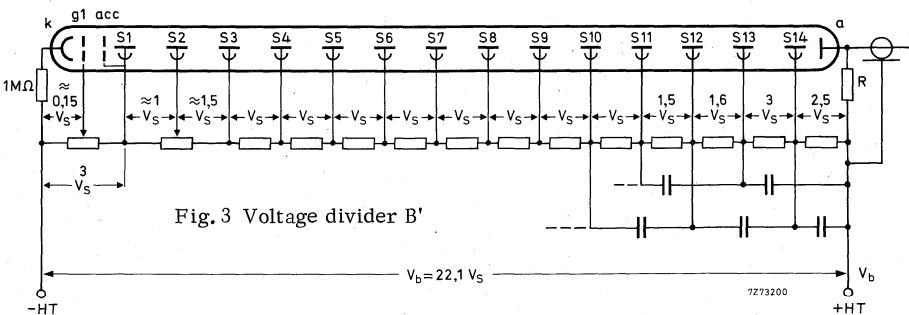 k g1 acc S1 S2 S3 S4 S5 S6 S7 S8 S9 S10 S11 S12 S13 S14 a
1MΩ ≈ 0,15 VS ≈1 VS ≈1,5 VS VS VS VS VS VS VS VS VS 1,5 VS 1,6 VS 3 VS 2,5 VS R
3 VS
Fig. 3 Voltage divider B'
Vb = 22,1 VS Vb
7Z73200
-HT +HT